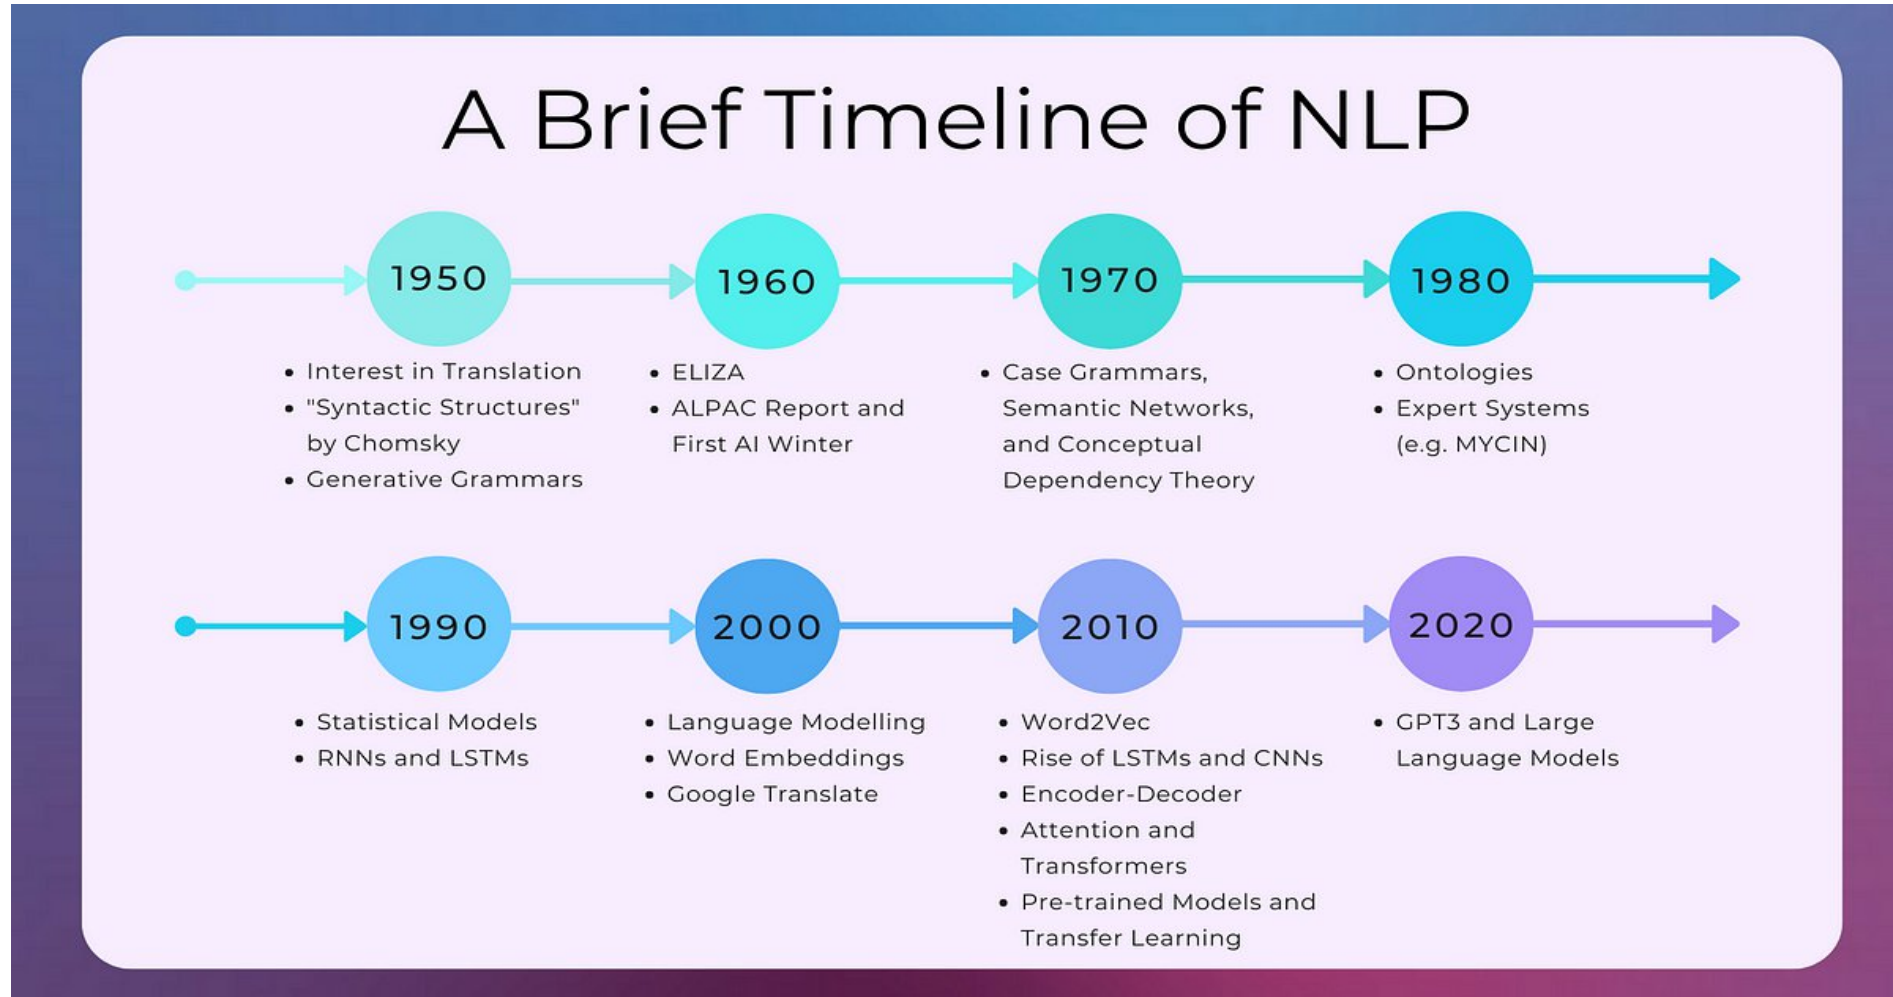 A Brief Timeline of NLP
1950
1960
1970
1980
• Interest in Translation
• "Syntactic Structures"
by Chomsky
• Generative Grammars
• ELIZA
• ALPAC Report and
First AI Winter
• Case Grammars,
Semantic Networks,
and Conceptual
Dependency Theory
• Ontologies
• Expert Systems
(e.g. MYCIN)
1990
2000
2010
2020
• Statistical Models
• RNNs and LSTMs
• Language Modelling
• Word Embeddings
• Google Translate
• Word2Vec
• Rise of LSTMs and CNNs
• Encoder-Decoder
• Attention and
Transformers
• Pre-trained Models and
Transfer Learning
• GPT3 and Large
Language Models